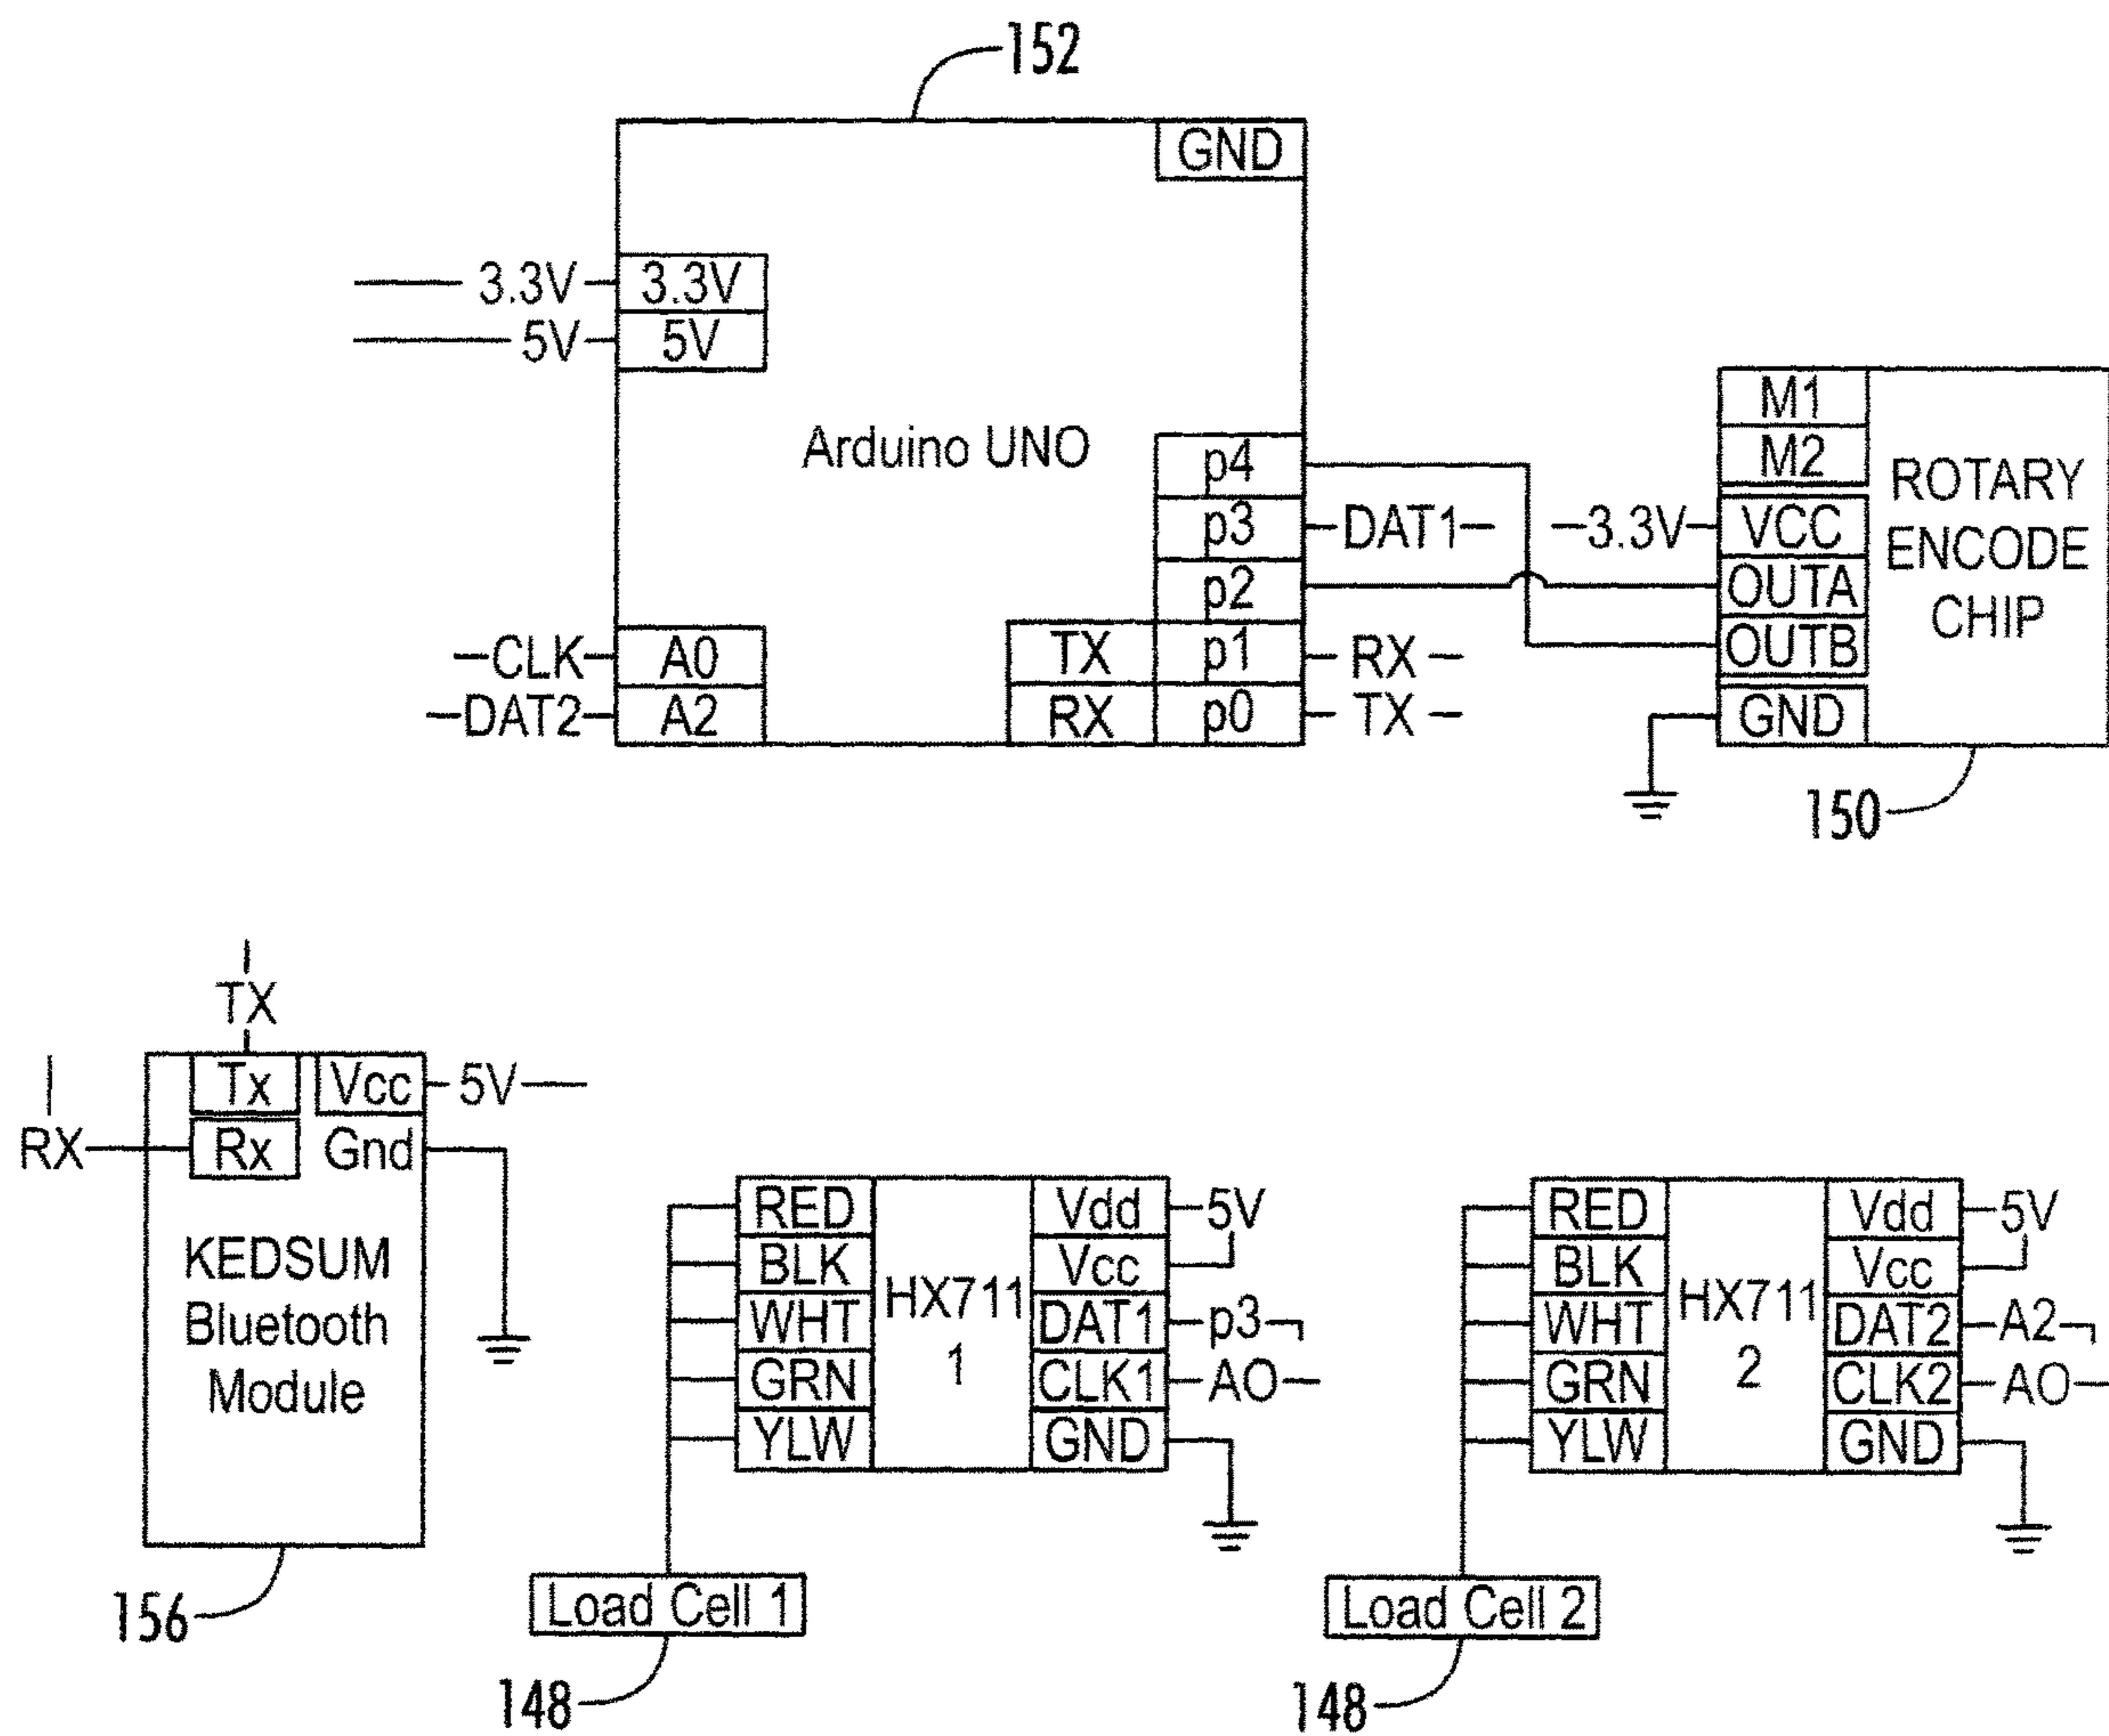 152
GND
3.3V 3.3V
5V 5V
Arduino UNO
p4
p3 DAT1
p2
TX p1 RX
RX p0 TX
CLK A0
DAT2 A2
M1
M2
3.3V VCC
OUTA
OUTB
GND
ROTARY
ENCODE
CHIP
150
TX
Tx Vcc 5V
RX Rx Gnd
KEDSUM
Bluetooth
Module
156
RED
BLK
WHT
GRN
YLW
HX711
1
Vdd 5V
Vcc
DAT1 p3
CLK1 AO
GND
Load Cell 1
148
RED
BLK
WHT
GRN
YLW
HX711
2
Vdd 5V
Vcc
DAT2 A2
CLK2 AO
GND
Load Cell 2
148